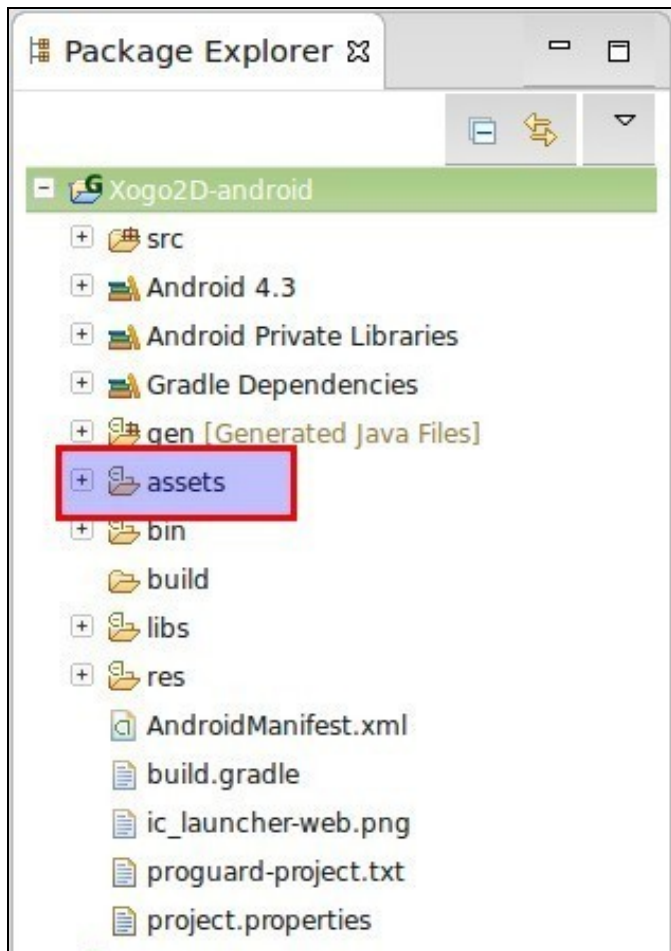 Package Explorer
Xogo2D-android
src
Android 4.3
Android Private Libraries
Gradle Dependencies
gen [Generated Java Files]
assets
bin
build
libs
res
AndroidManifest.xml
build.gradle
ic_launcher-web.png
proguard-project.txt
project.properties